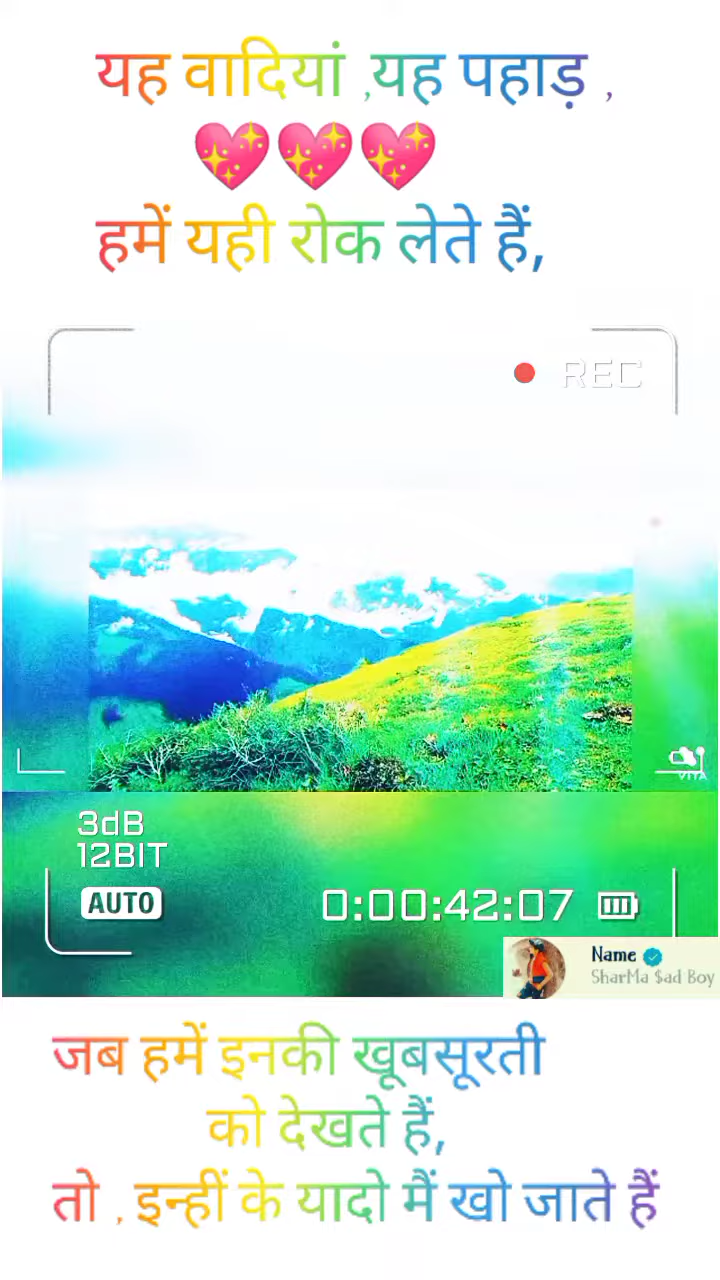 यह वादियां ,यह पहाड़ ,
💖💖💖
हमें यही रोक लेते हैं,
REC
VITA
3dB
12BIT
AUTO
0:00:42:07
Name
SharMa $ad Boy
जब हमें इनकी खूबसूरती
को देखते हैं,
तो , इन्हीं के यादो मैं खो जाते हैं